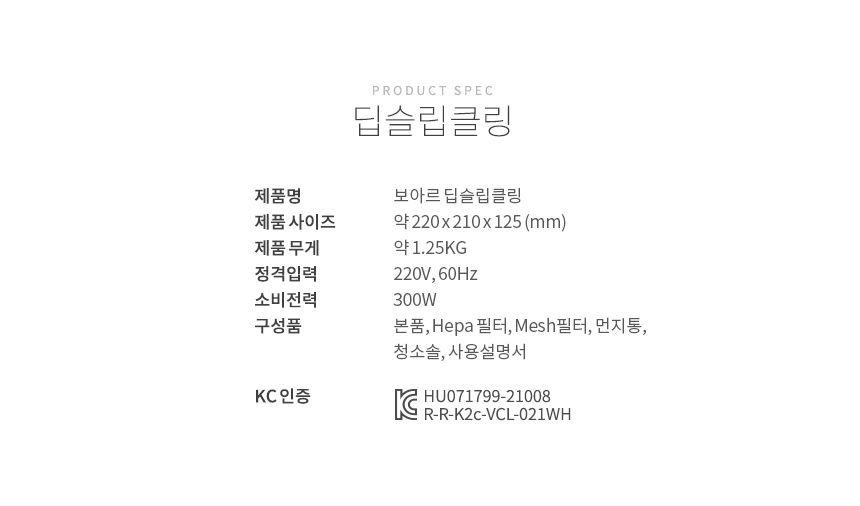 PRODUCT SPEC
딥슬립클링
제품명 보아르 딥슬립클링
제품 사이즈 약 220 x 210 x 125 (mm)
제품 무게 약 1.25KG
정격입력 220V, 60Hz
소비전력 300W
구성품 본품, Hepa 필터, Mesh필터, 먼지통,
청소솔, 사용설명서
KC 인증 HU071799-21008
R-R-K2c-VCL-021WH